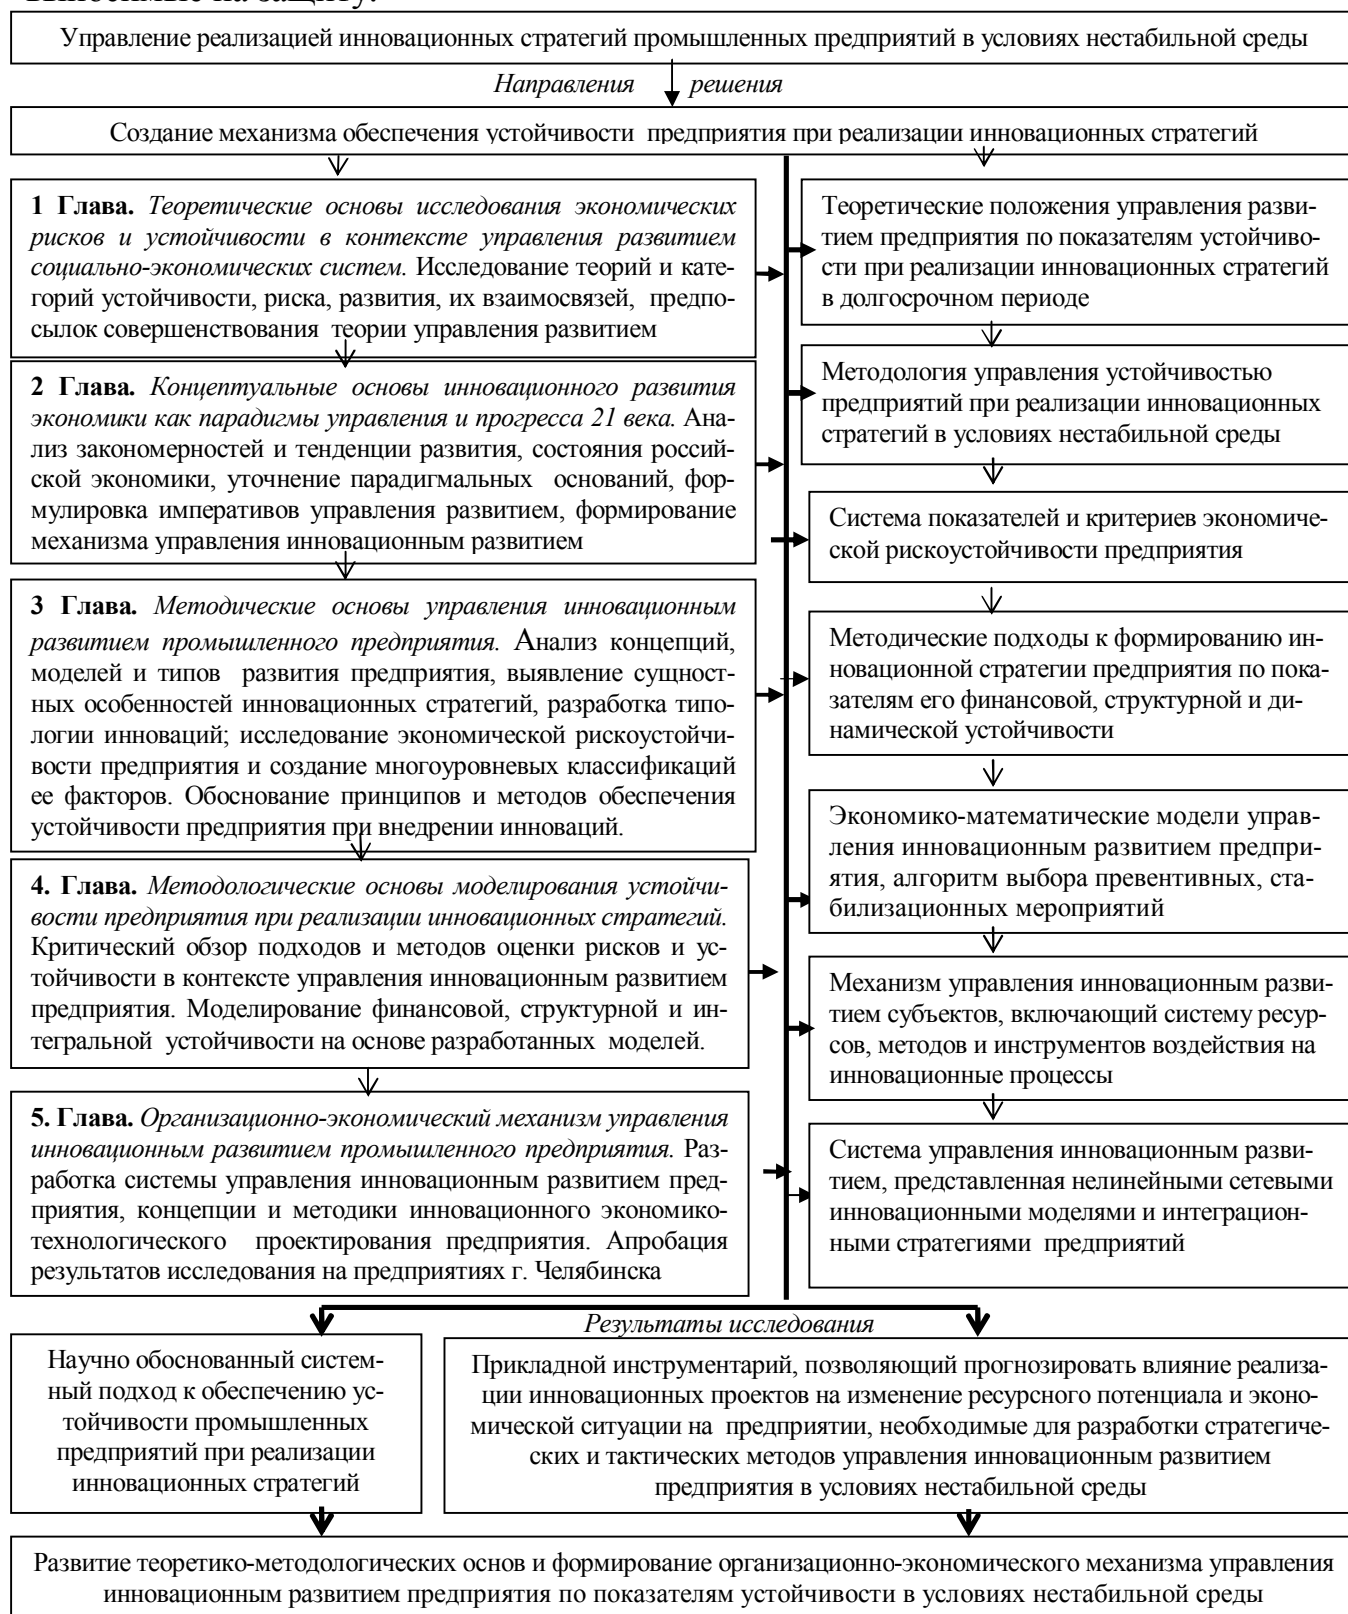 Управление реализацией инновационных стратегий промышленных предприятий в условиях нестабильной среды
Направления решения
Создание механизма обеспечения устойчивости предприятия при реализации инновационных стратегий
1 Глава. Теоретические основы исследования экономических
рисков и устойчивости в контексте управления развитием
социально-экономических систем. Исследование теорий и кате-
горий устойчивости, риска, развития, их взаимосвязей, предпо-
сылок совершенствования теории управления развитием
2 Глава. Концептуальные основы инновационного развития
экономики как парадигмы управления и прогресса 21 века. Ана-
лиз закономерностей и тенденции развития, состояния россий-
ской экономики, уточнение парадигмальных оснований, фор-
мулировка императивов управления развитием, формирование
механизма управления инновационным развитием
3 Глава. Методические основы управления инновационным
развитием промышленного предприятия. Анализ концепций,
моделей и типов развития предприятия, выявление сущност-
ных особенностей инновационных стратегий, разработка типо-
логии инноваций; исследование экономической рискоустойчи-
вости предприятия и создание многоуровневых классификаций
ее факторов. Обоснование принципов и методов обеспечения
устойчивости предприятия при внедрении инноваций.
4. Глава. Методологические основы моделирования устойчи-
вости предприятия при реализации инновационных стратегий.
Критический обзор подходов и методов оценки рисков и ус-
тойчивости в контексте управления инновационным развитием
предприятия. Моделирование финансовой, структурной и ин-
тегральной устойчивости на основе разработанных моделей.
5. Глава. Организационно-экономический механизм управления
инновационным развитием промышленного предприятия. Раз-
работка системы управления инновационным развитием пред-
приятия, концепции и методики инновационного экономико-
технологического проектирования предприятия. Апробация
результатов исследования на предприятиях г. Челябинска
Теоретические положения управления разви-
тием предприятия по показателям устойчиво-
сти при реализации инновационных стратегий
в долгосрочном периоде
Методология управления устойчивостью
предприятий при реализации инновационных
стратегий в условиях нестабильной среды
Система показателей и критериев экономиче-
ской рискоустойчивости предприятия
Методические подходы к формированию ин-
новационной стратегии предприятия по пока-
зателям его финансовой, структурной и ди-
намической устойчивости
Экономико-математические модели управ-
ления инновационным развитием предпри-
ятия, алгоритм выбора превентивных, ста-
билизационных мероприятий
Механизм управления инновационным разви-
тием субъектов, включающий систему ресур-
сов, методов и инструментов воздействия на
инновационные процессы
Система управления инновационным разви-
тием, представленная нелинейными сетевыми
инновационными моделями и интеграцион-
ными стратегиями предприятий
Результаты исследования
Научно обоснованный систем-
ный подход к обеспечению ус-
тойчивости промышленных
предприятий при реализации
инновационных стратегий
Прикладной инструментарий, позволяющий прогнозировать влияние реализа-
ции инновационных проектов на изменение ресурсного потенциала и эконо-
мической ситуации на предприятии, необходимые для разработки стратегиче-
ских и тактических методов управления инновационным развитием
предприятия в условиях нестабильной среды
Развитие теоретико-методологических основ и формирование организационно-экономического механизма управления
инновационным развитием предприятия по показателям устойчивости в условиях нестабильной среды